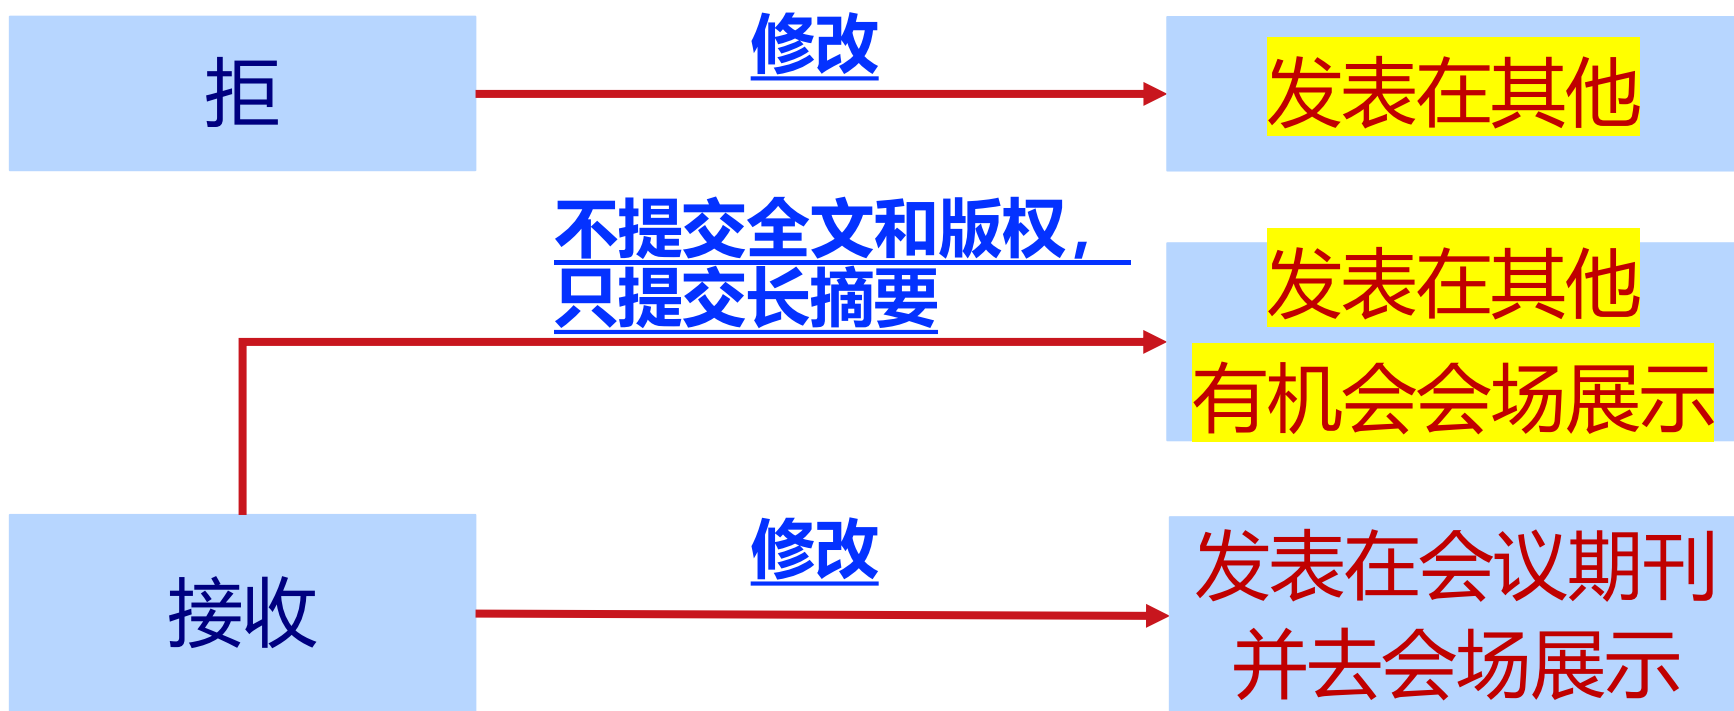 拒
修改
发表在其他
不提交全文和版权，
只提交长摘要
发表在其他
有机会会场展示
接收
修改
发表在会议期刊
并去会场展示